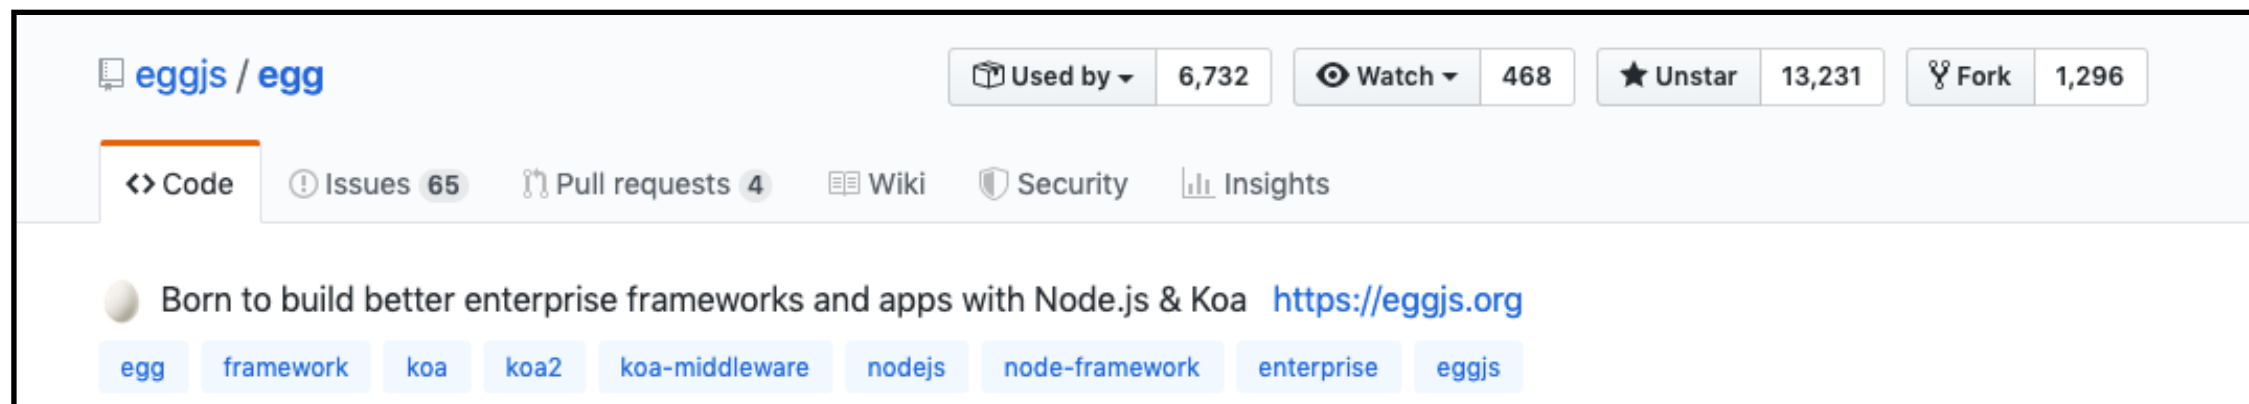 eggjs / egg Used by 6,732 Watch 468 Unstar 13,231 Fork 1,296
Code Issues 65 Pull requests 4 Wiki Security Insights
Born to build better enterprise frameworks and apps with Node.js & Koa https://eggjs.org
egg framework koa koa2 koa-middleware nodejs node-framework enterprise eggjs